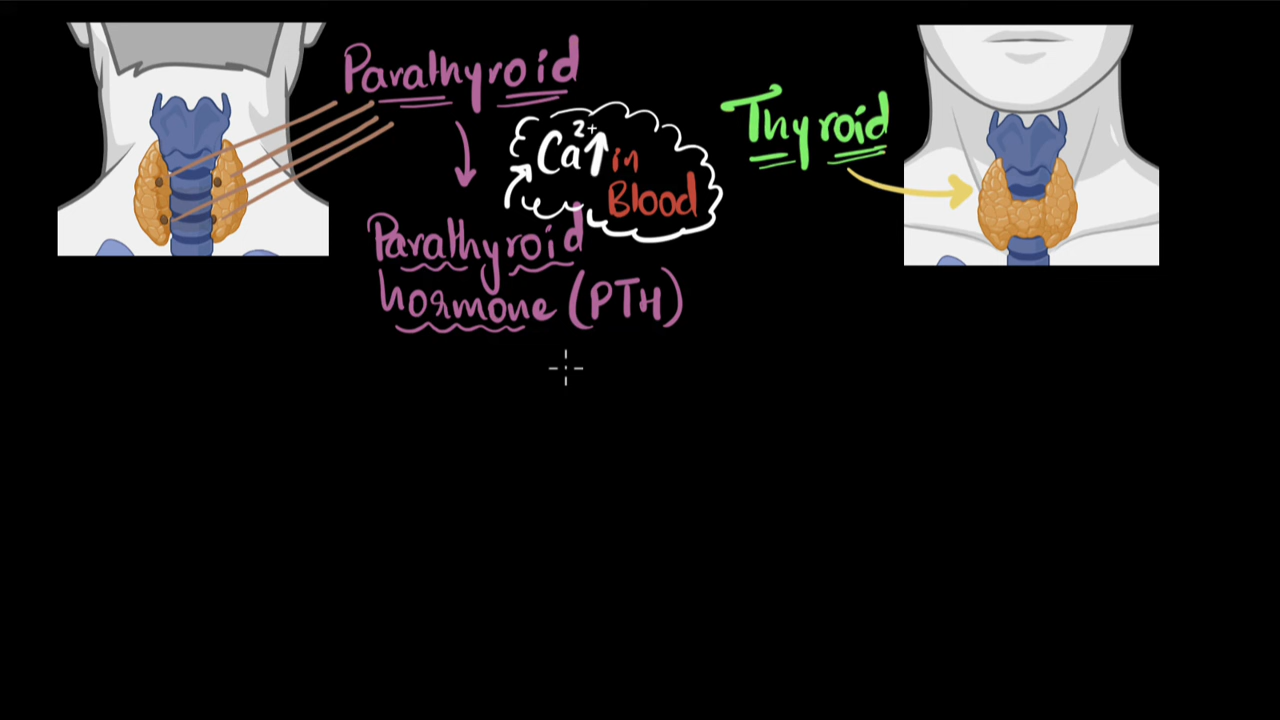 Parathyroid
Ca²⁺↑ in
Blood
Parathyroid
hormone (PTH)
Thyroid